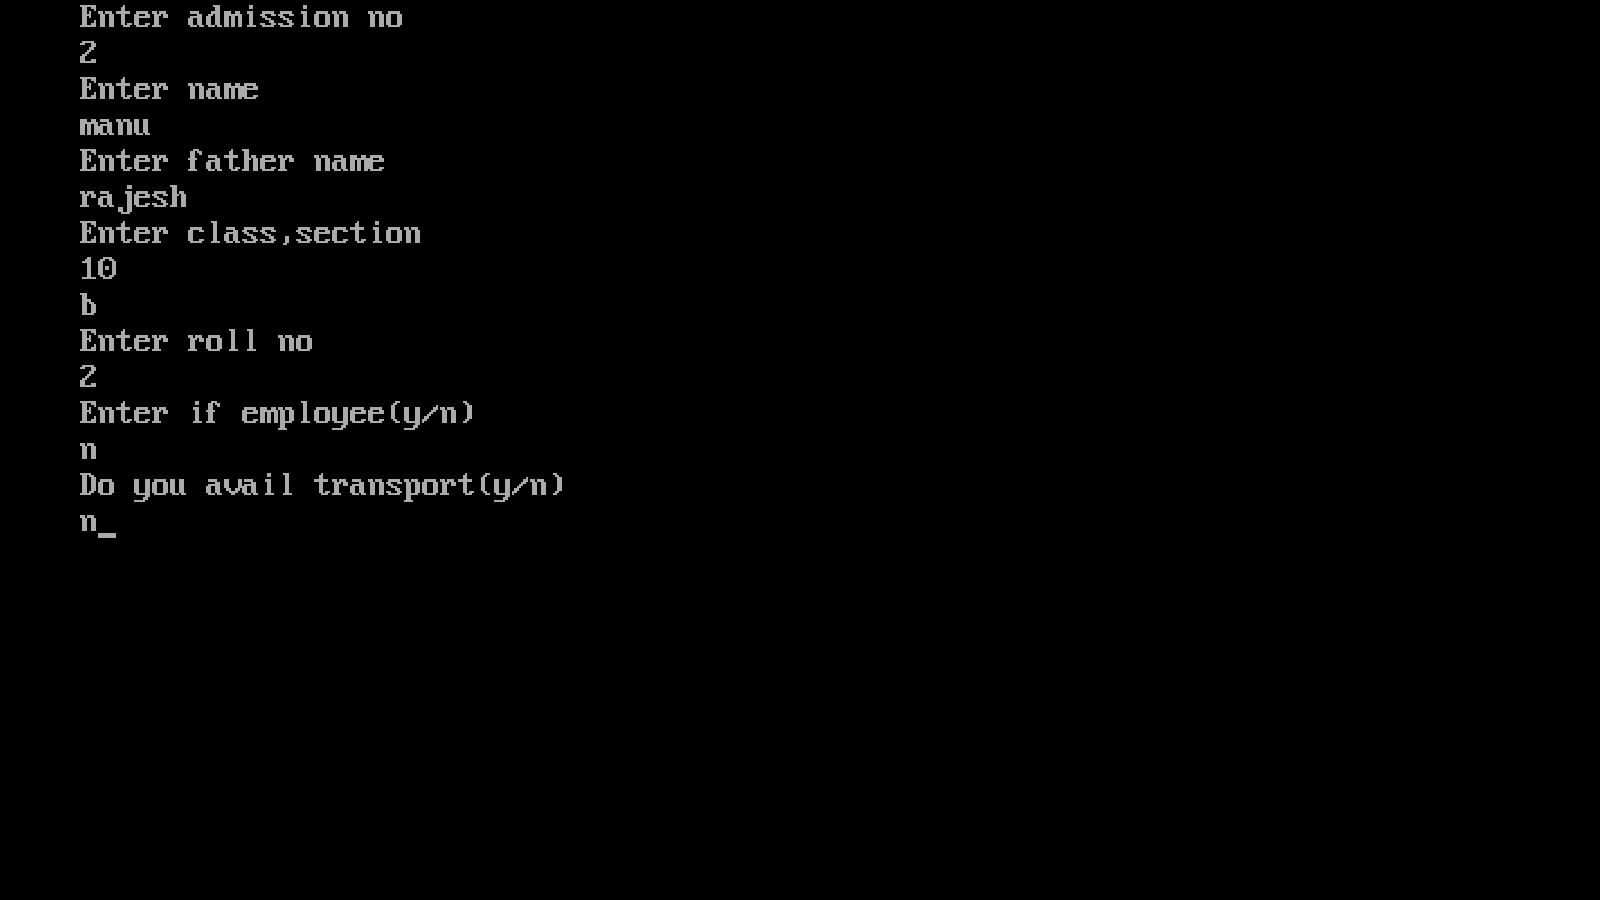 Enter admission no
2
Enter name
manu
Enter father name
rajesh
Enter class,section
10
b
Enter roll no
2
Enter if employee(y/n)
n
Do you avail transport(y/n)
n_